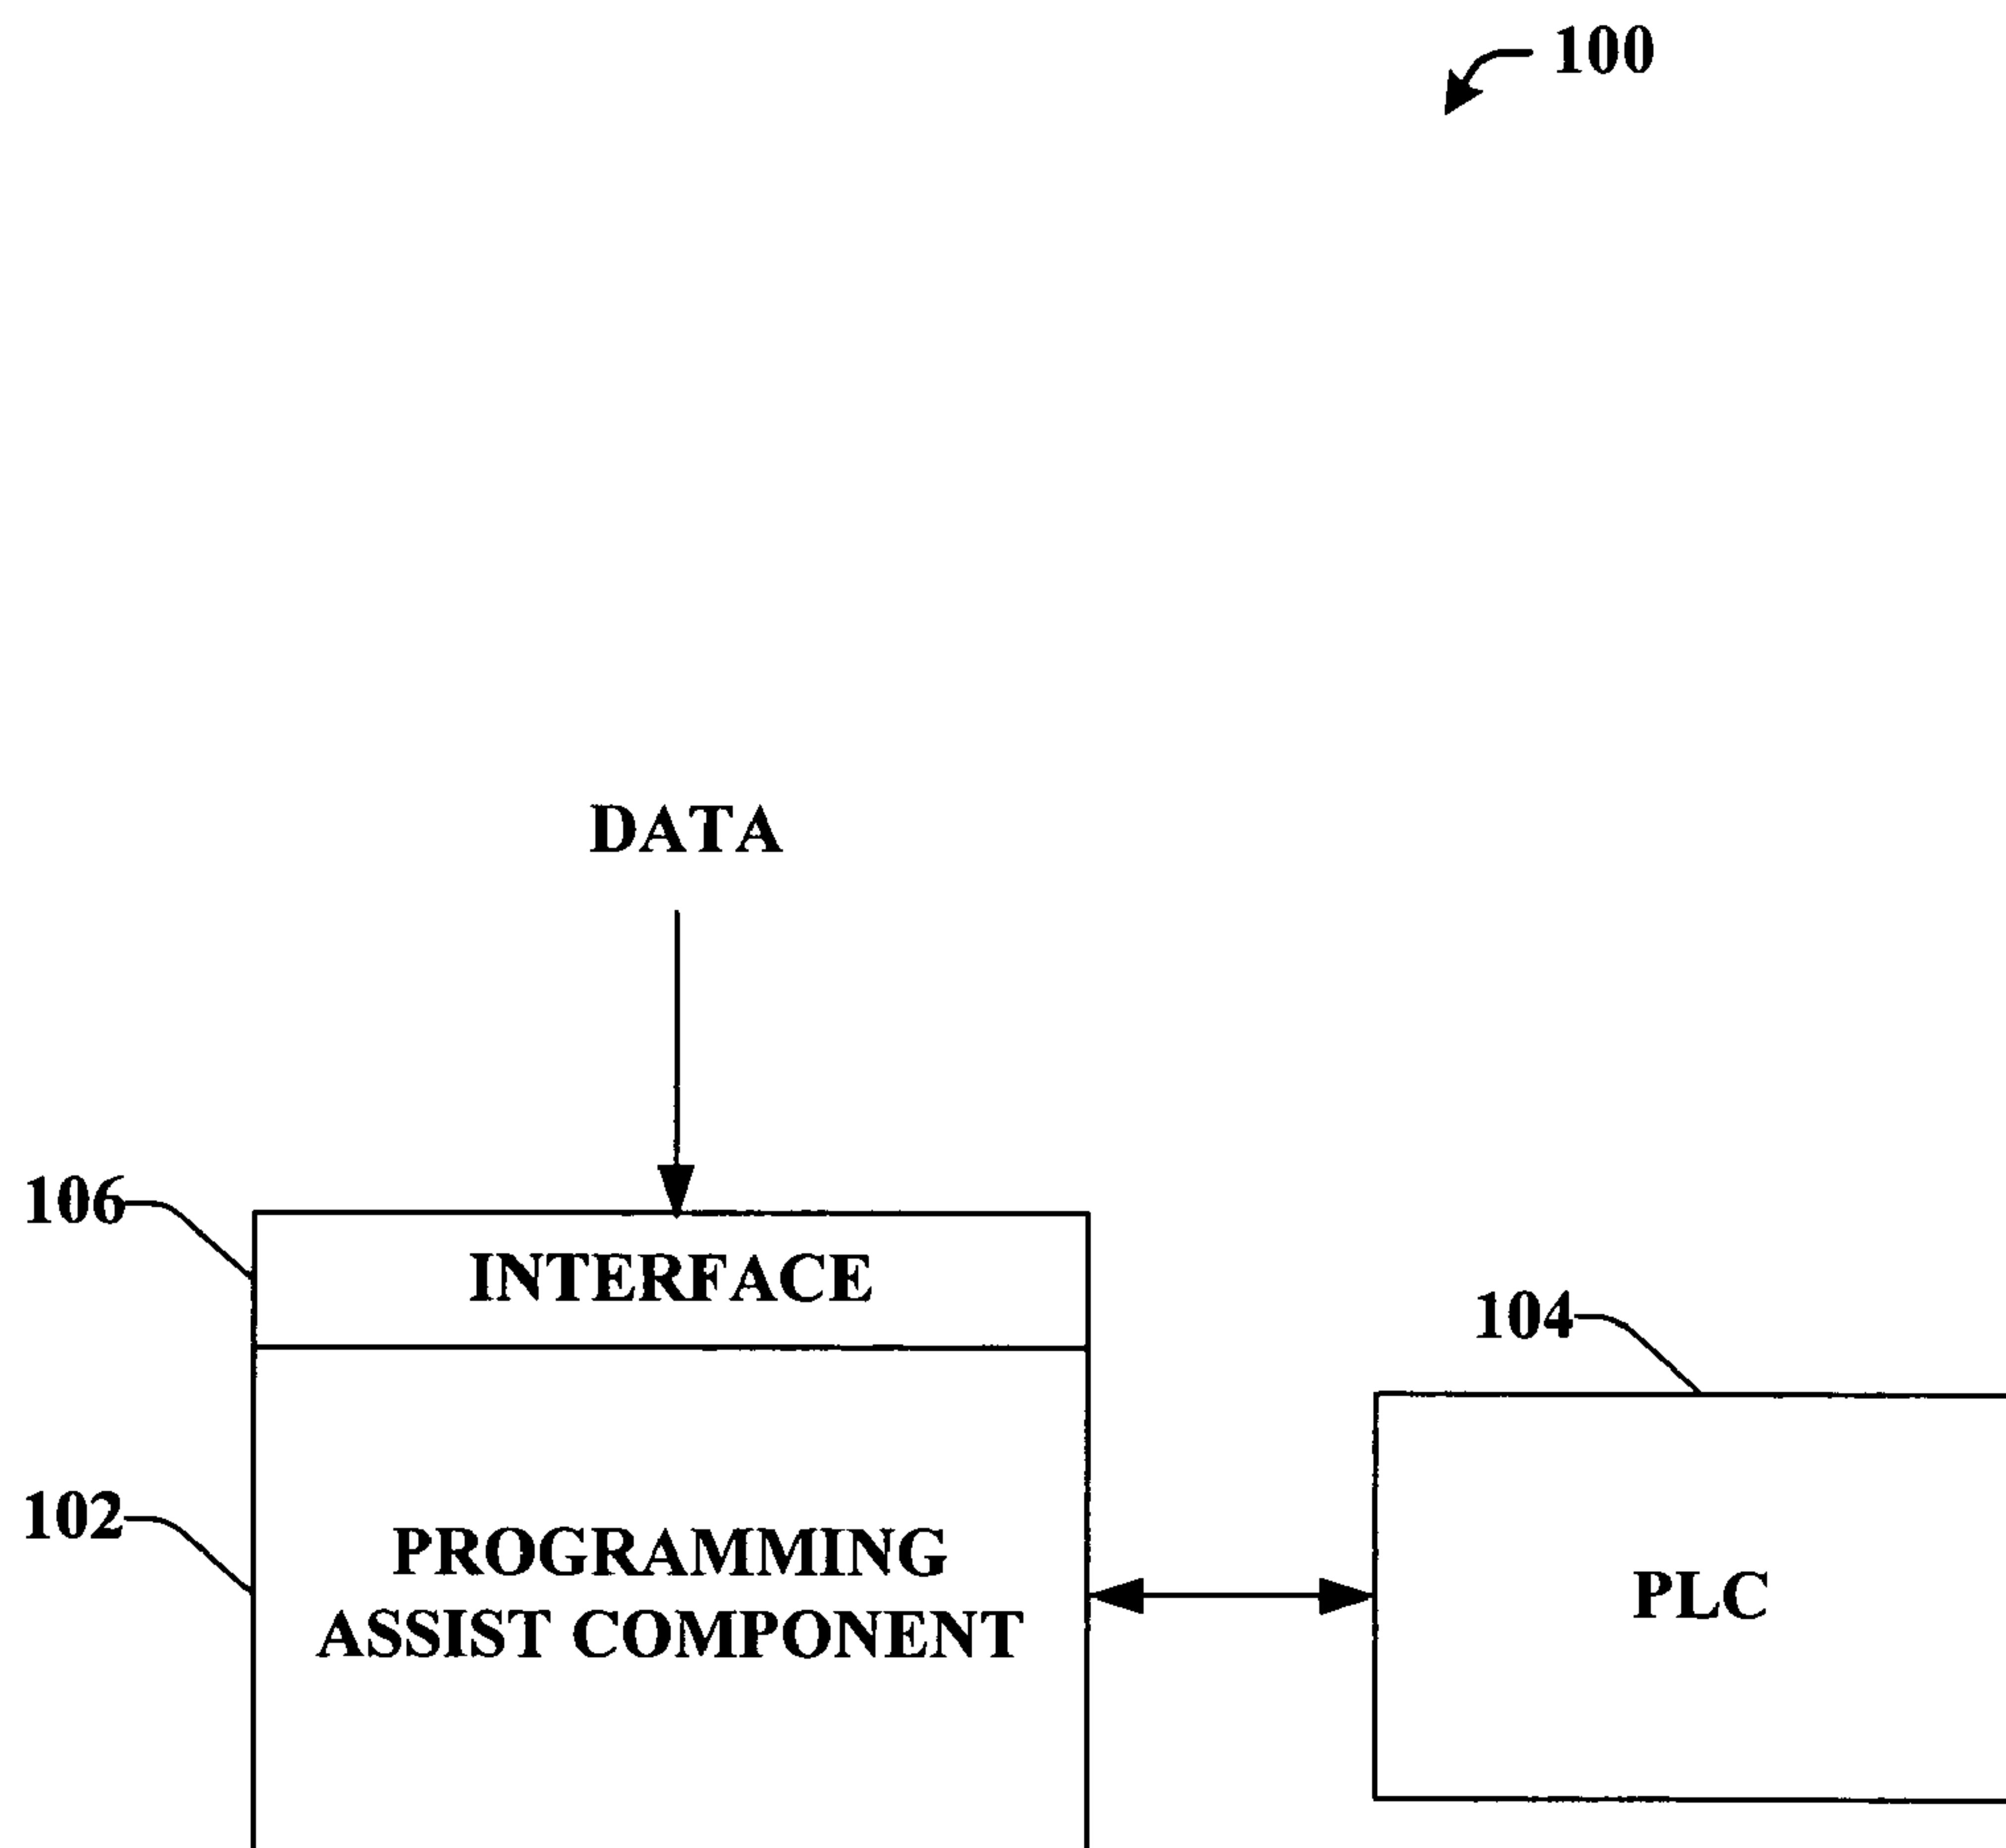 100
DATA
106
INTERFACE
104
102
PROGRAMMING
ASSIST COMPONENT
PLC